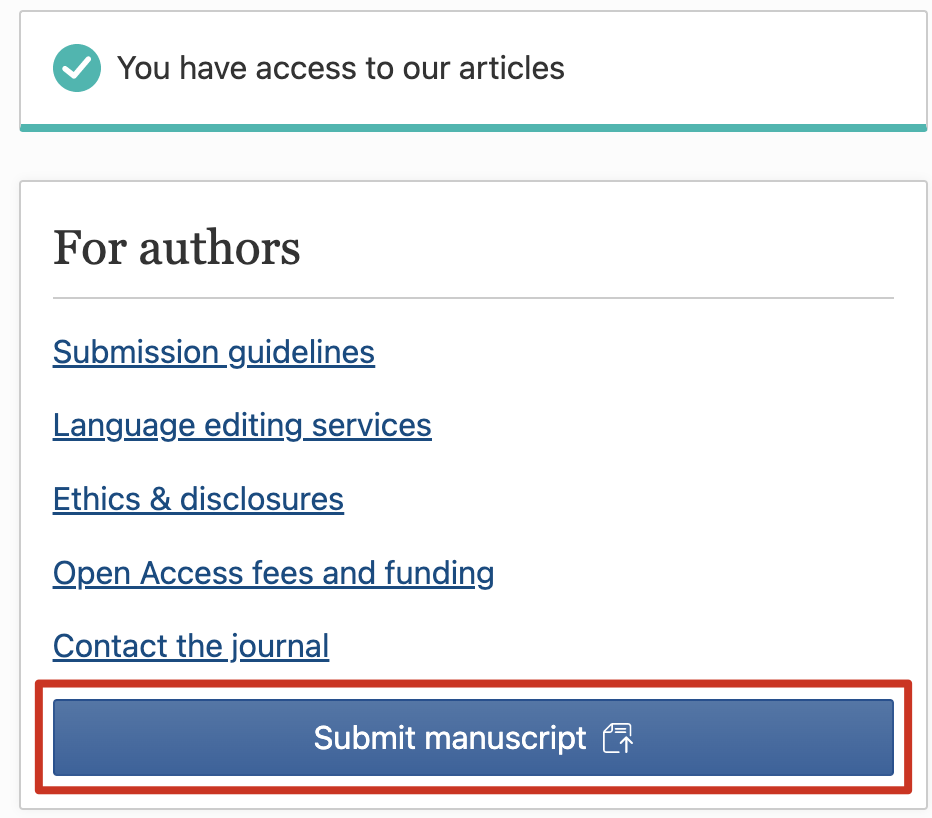 You have access to our articles
For authors
Submission guidelines
Language editing services
Ethics & disclosures
Open Access fees and funding
Contact the journal
Submit manuscript